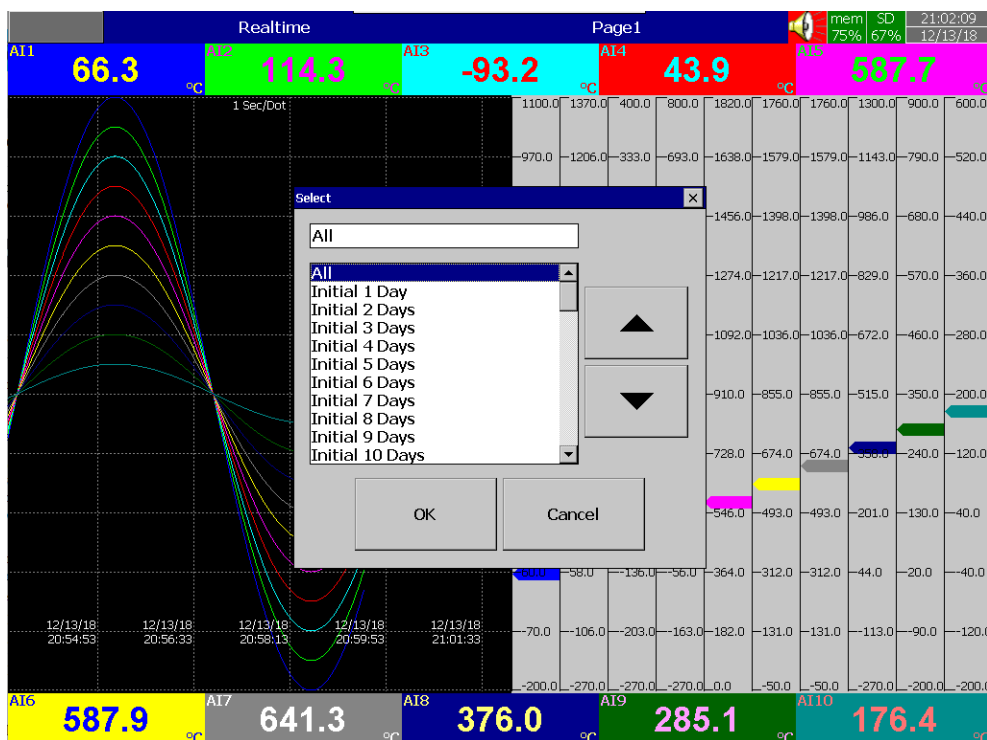 Realtime Page1 mem SD 21:02:09
75% 67% 12/13/18
AI1 AI2 AI3 AI4 AI5
66.3 °C 114.3 °C -93.2 °C 43.9 °C 587.7 °C
1 Sec/Dot 1100.0 1370.0 400.0 800.0 1820.0 1760.0 1760.0 1300.0 900.0 600.0
970.0 1206.0 333.0 693.0 1638.0 1579.0 1579.0 1143.0 790.0 520.0
Select
1456.0 1398.0 1398.0 986.0 680.0 440.0
All
All 1274.0 1217.0 1217.0 829.0 570.0 360.0
Initial 1 Day
Initial 2 Days
Initial 3 Days
Initial 4 Days 1092.0 1036.0 1036.0 672.0 460.0 280.0
Initial 5 Days
Initial 6 Days
Initial 7 Days 910.0 855.0 855.0 515.0 350.0 200.0
Initial 8 Days
Initial 9 Days
Initial 10 Days 728.0 674.0 674.0 240.0 120.0
OK Cancel 546.0 493.0 493.0 201.0 130.0 40.0
58.0 -136.0 -56.0 364.0 312.0 312.0 44.0 20.0 -40.0
12/13/18 12/13/18 12/13/18 12/13/18 12/13/18
20:54:53 20:56:33 20:58:13 20:59:53 21:01:33
-70.0 -106.0 -203.0 -163.0 182.0 131.0 131.0 -113.0 -90.0 -120.0
-200.0 -270.0 -270.0 -270.0 0.0 -50.0 -50.0 -270.0 -200.0 -200.0
AI6 AI7 AI8 AI9 AI10
587.9 °C 641.3 °C 376.0 °C 285.1 °C 176.4 °C